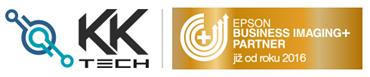 KK
TECH
EPSON
BUSINESS IMAGING+
PARTNER
již od roku 2016